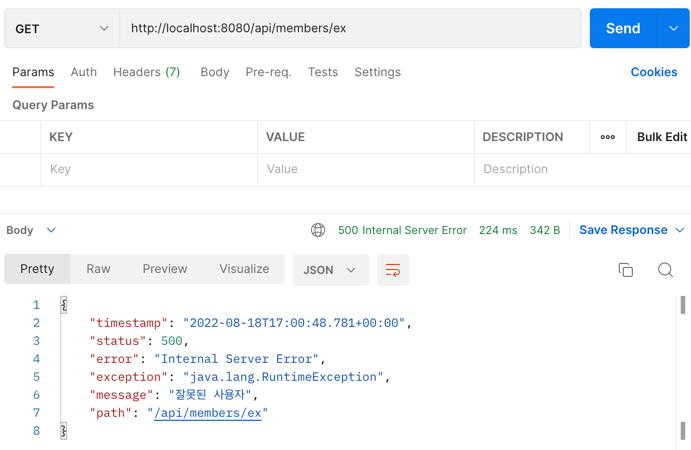 GET http://localhost:8080/api/members/ex Send
Params Auth Headers (7) Body Pre-req. Tests Settings Cookies
Query Params
KEY VALUE DESCRIPTION ooo Bulk Edit
Key Value Description
Body 500 Internal Server Error 224 ms 342 B Save Response
Pretty Raw Preview Visualize JSON
1 {
2 "timestamp": "2022-08-18T17:00:48.781+00:00",
3 "status": 500,
4 "error": "Internal Server Error",
5 "exception": "java.lang.RuntimeException",
6 "message": "잘못된 사용자",
7 "path": "/api/members/ex"
8 }